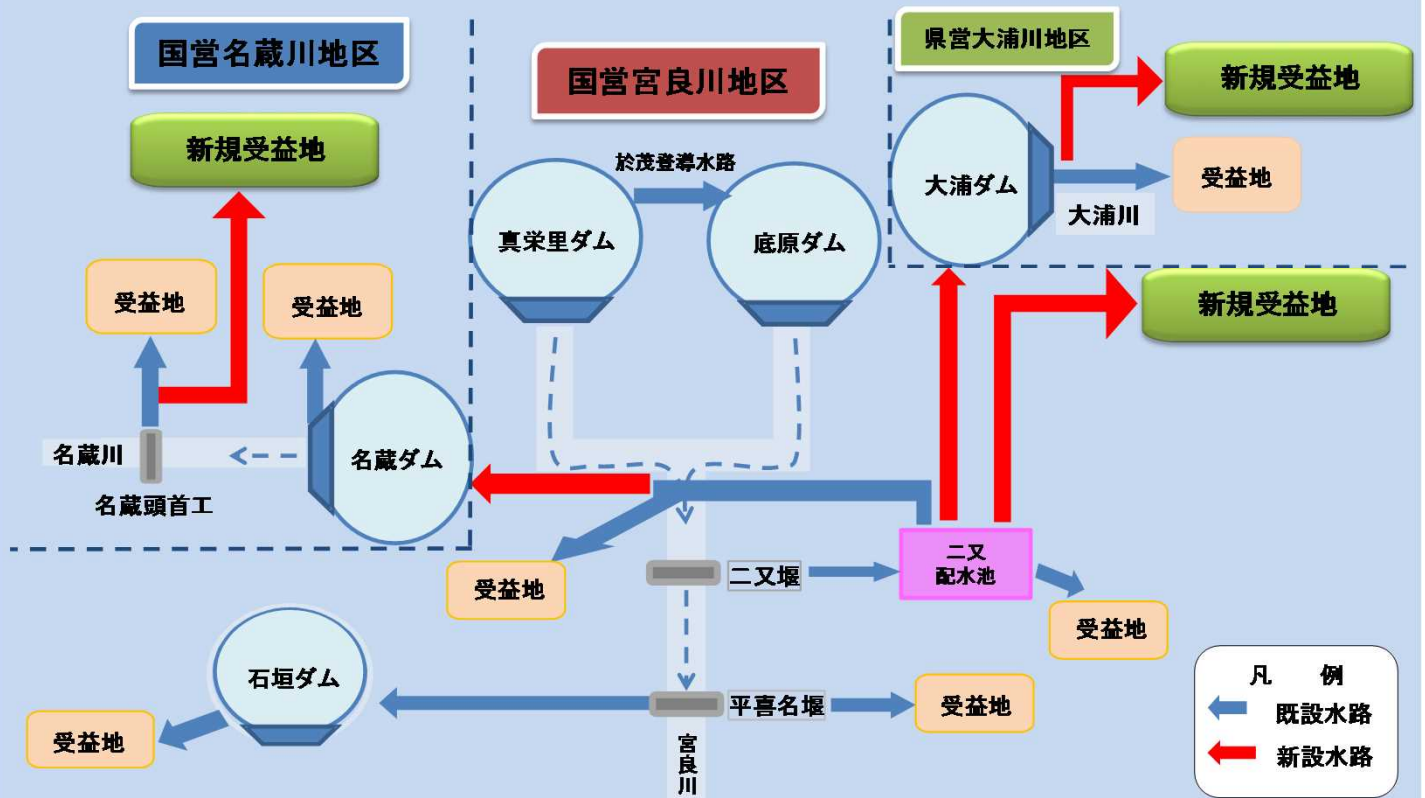 国営名蔵川地区
国営宮良川地区
県営大浦川地区
新規受益地
新規受益地
於茂登導水路
大浦ダム
受益地
大浦川
真栄里ダム
底原ダム
受益地
受益地
新規受益地
名蔵川
名蔵ダム
名蔵頭首工
二又堰
二又
配水池
受益地
受益地
石垣ダム
平喜名堰
受益地
受益地
宮良川
凡 例
既設水路
新設水路